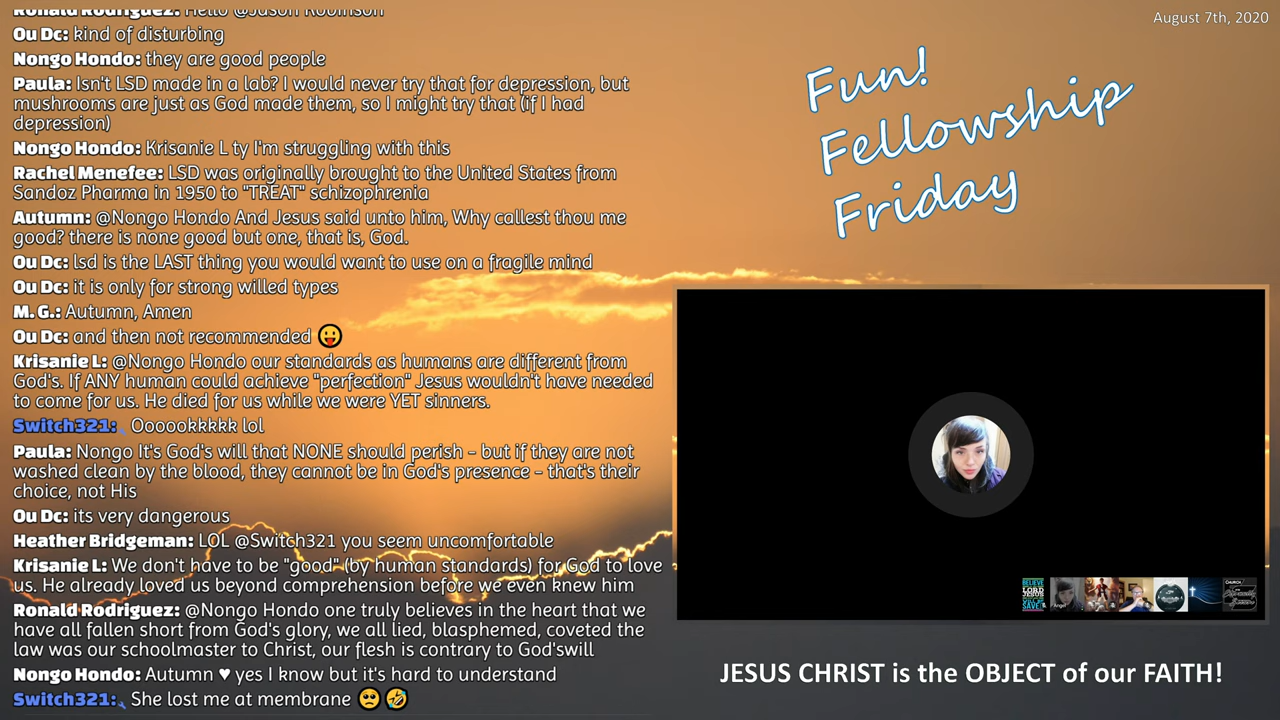 Ronald Rodriguez: Hello @Jason Robinson
Ou Dc: kind of disturbing
Nongo Hondo: they are good people
Paula: Isn't LSD made in a lab? I would never try that for depression, but
mushrooms are just as God made them, so I might try that (if I had
depression)
Nongo Hondo: Krisanie L ty I'm struggling with this
Rachel Menefee: LSD was originally brought to the United States from
Sandoz Pharma in 1950 to "TREAT" schizophrenia
Autumn: @Nongo Hondo And Jesus said unto him, Why callest thou me
good? there is none good but one, that is, God.
Ou Dc: lsd is the LAST thing you would want to use on a fragile mind
Ou Dc: it is only for strong willed types
M. G.: Autumn, Amen
Ou Dc: and then not recommended 😛
Krisanie L: @Nongo Hondo our standards as humans are different from
God's. If ANY human could achieve "perfection" Jesus wouldn't have needed
to come for us. He died for us while we were YET sinners.
Switch321: Oooookkkkk lol
Paula: Nongo It's God's will that NONE should perish - but if they are not
washed clean by the blood, they cannot be in God's presence - that's their
choice, not His
Ou Dc: its very dangerous
Heather Bridgeman: LOL @Switch321 you seem uncomfortable
Krisanie L: We don't have to be "good" (by human standards) for God to love
us. He already loved us beyond comprehension before we even knew him
Ronald Rodriguez: @Nongo Hondo one truly believes in the heart that we
have all fallen short from God's glory, we all lied, blasphemed, coveted the
law was our schoolmaster to Christ, our flesh is contrary to God'swill
Nongo Hondo: Autumn ♥ yes I know but it's hard to understand
Switch321: She lost me at membrane 🥺 🤣
August 7th, 2020
Fun!
Fellowship
Friday
BELIEVE
LORD
JESUS
SAVE
Angel
CHURCH
JESUS CHRIST is the OBJECT of our FAITH!